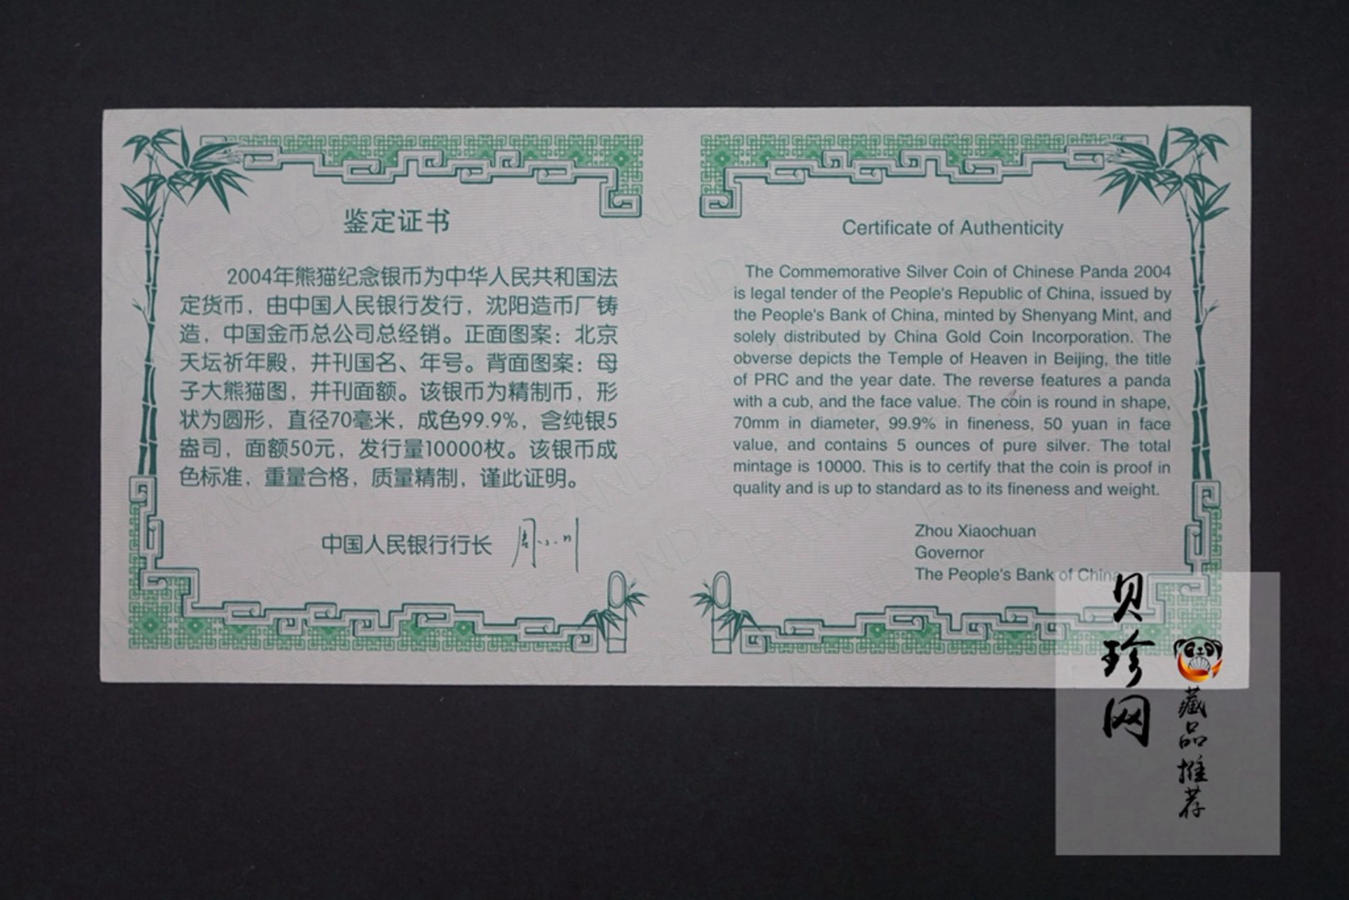 鉴定证书
2004年熊猫纪念银币为中华人民共和国法
定货币，由中国人民银行发行，沈阳造币厂铸
造，中国金币总公司总经销。正面图案：北京
天坛祈年殿，并刊国名、年号。背面图案：母
子大熊猫图，并刊面额。该银币为精制币，形
状为圆形，直径70毫米，成色99.9%，含纯银5
盎司，面额50元，发行量10000枚。该银币成
色标准，重量合格，质量精制，谨此证明。
中国人民银行行长 周小川
Certificate of Authenticity
The Commemorative Silver Coin of Chinese Panda 2004
is legal tender of the People's Republic of China, issued by
the People's Bank of China, minted by Shenyang Mint, and
solely distributed by China Gold Coin Incorporation. The
obverse depicts the Temple of Heaven in Beijing, the title
of PRC and the year date. The reverse features a panda
with a cub, and the face value. The coin is round in shape,
70mm in diameter, 99.9% in fineness, 50 yuan in face
value, and contains 5 ounces of pure silver. The total
mintage is 10000. This is to certify that the coin is proof in
quality and is up to standard as to its fineness and weight.
Zhou Xiaochuan
Governor
The People's Bank of China
贝珍网
藏品推荐